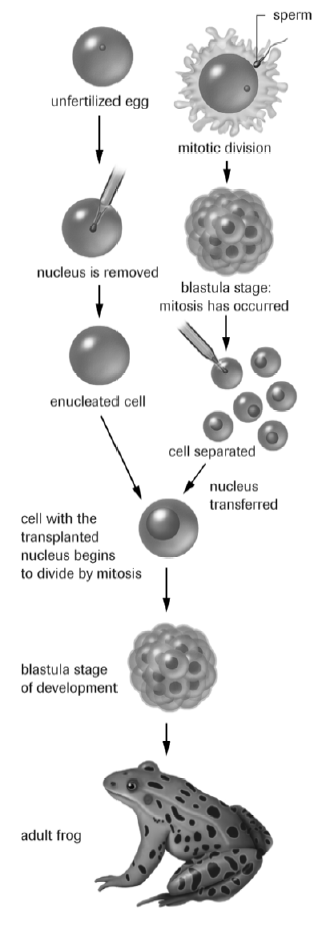 sperm
unfertilized egg
mitotic division
nucleus is removed
blastula stage:
mitosis has occurred
enucleated cell
cell separated
nucleus
transferred
cell with the
transplanted
nucleus begins
to divide by mitosis
blastula stage
of development
adult frog